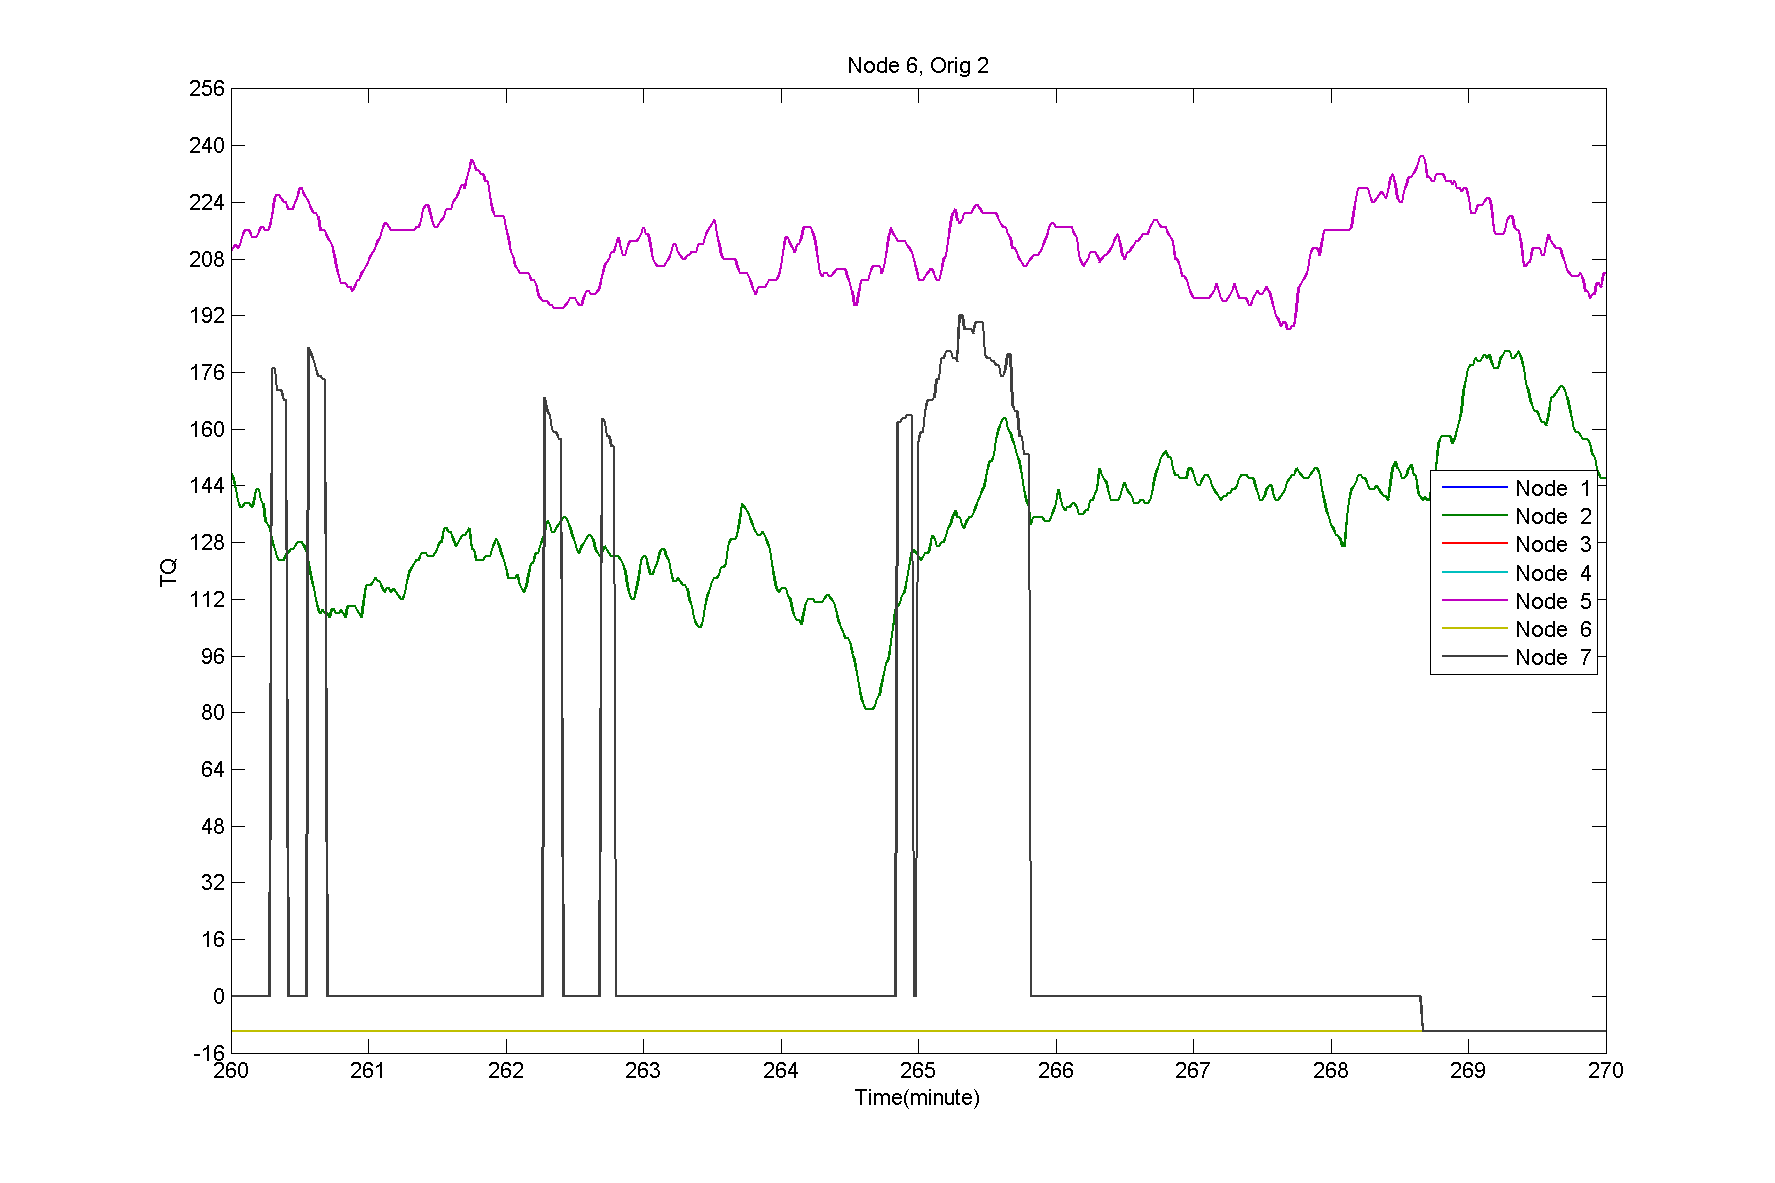 Node 6, Orig 2
256
240
224
208
192
176
160
144
128
112
96
80
64
48
32
16
0
-16
TQ
Node 1
Node 2
Node 3
Node 4
Node 5
Node 6
Node 7
260 261 262 263 264 265 266 267 268 269 270
Time(minute)